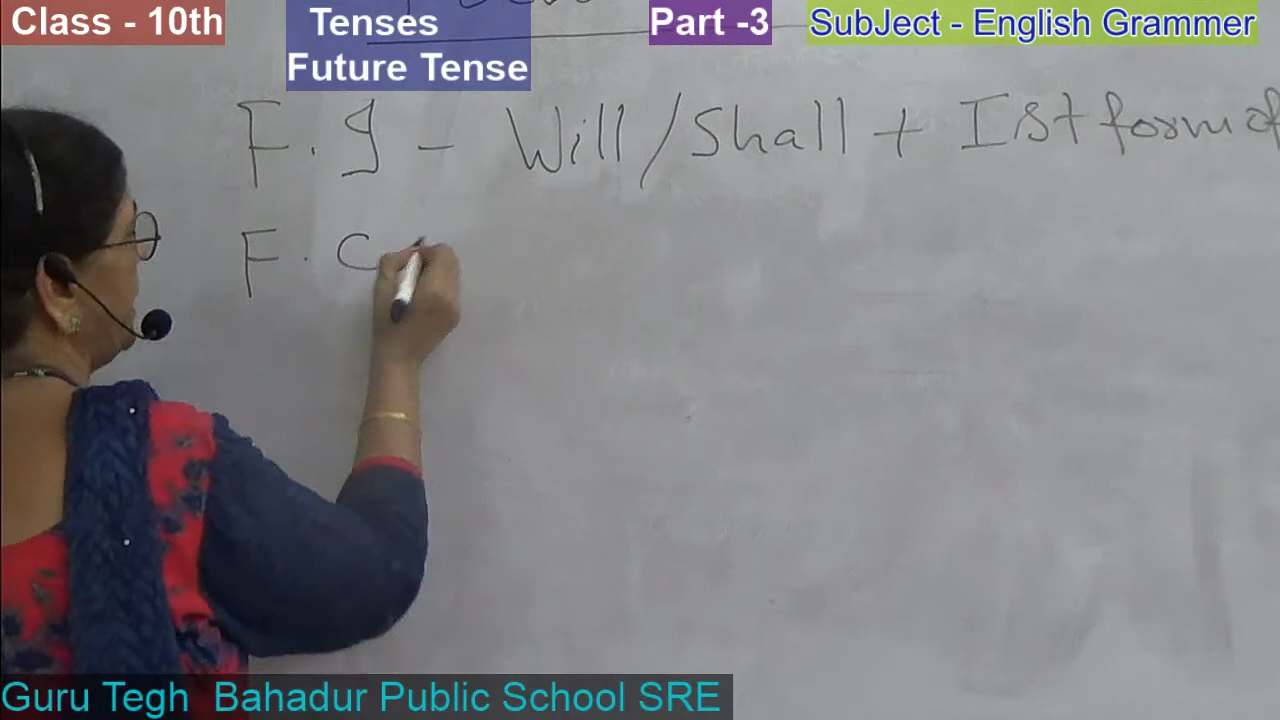 Class - 10th
Tenses
Future Tense
Part -3
SubJect - English Grammer
F. I - Will/Shall + Ist form of
F. C
Guru Tegh Bahadur Public School SRE